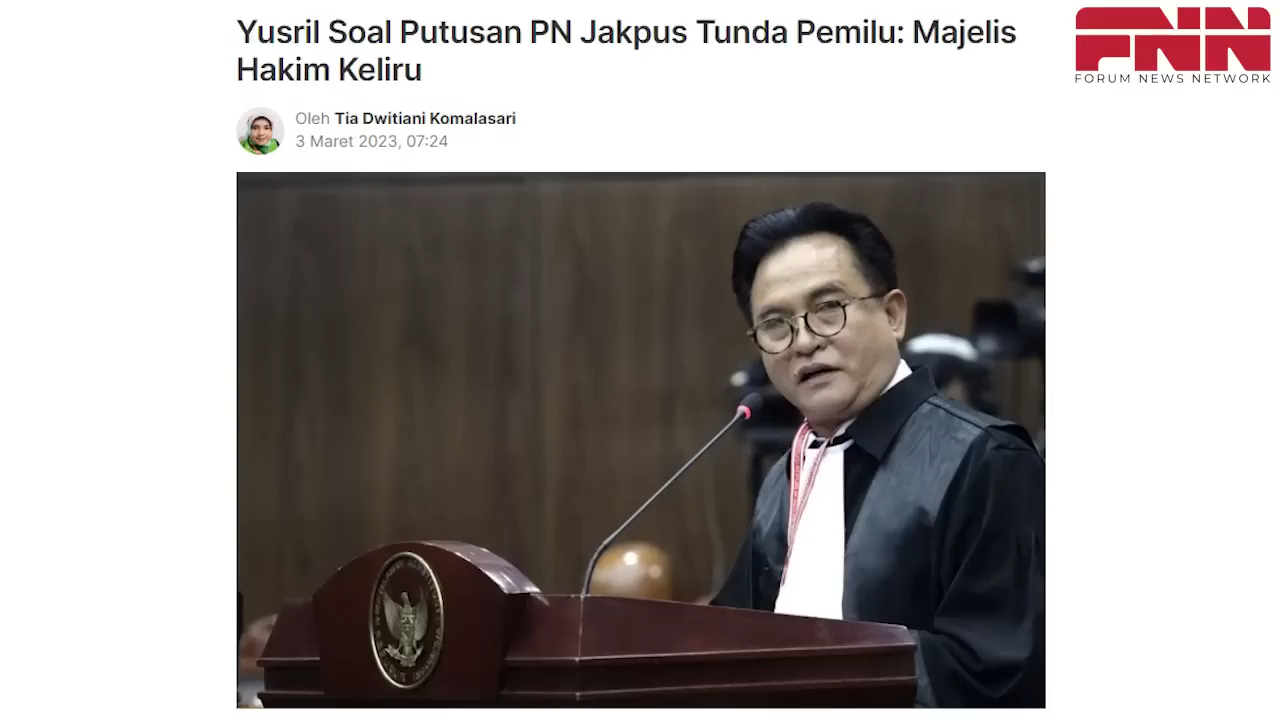 Yusril Soal Putusan PN Jakpus Tunda Pemilu: Majelis
Hakim Keliru
Oleh Tia Dwitiani Komalasari
3 Maret 2023, 07:24
FNN
FORUM NEWS NETWORK